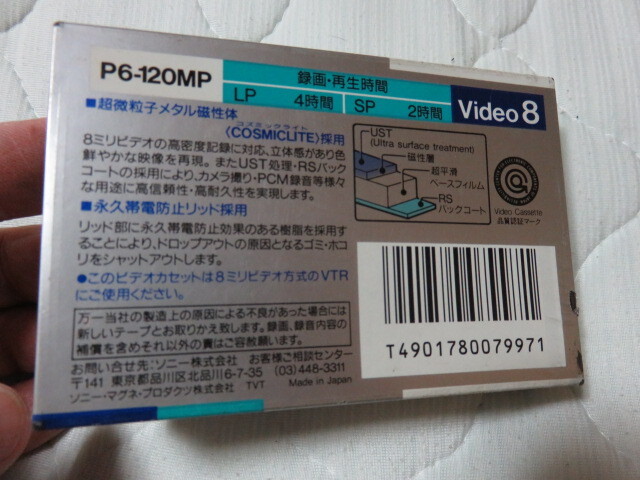 P6-120MP
録画・再生時間
LP 4時間 SP 2時間
Video 8
■超微粒子メタル磁性体
コズミックライト
〈COSMICLITE〉採用
8ミリビデオの高密度記録に対応、立体感があり色
鮮やかな映像を再現。またUST処理・RSバック
コートの採用により、カメラ撮り・PCM録音等様々
な用途に高信頼性・高耐久性を実現します。
■永久帯電防止リッド採用
リッド部に永久帯電防止効果のある樹脂を採用す
ることにより、ドロップアウトの原因となるゴミ・ホコ
リをシャットアウトします。
●このビデオカセットは8ミリビデオ方式のVTR
にご使用ください。
万一当社の製造上の原因による不良があった場合には
新しいテープとお取りかえ致します。録画、録音内容の
補償を含めそれ以外の責はご容赦願います。
お問い合せ先:ソニー株式会社 お客様ご相談センター
〒141 東京都品川区北品川6-7-35 (03)448-3311
ソニー・マグネ・プロダクツ株式会社 TVT Made in Japan
UST
(Ultra surface treatment)
磁性層
超平滑
ベースフィルム
RS
バックコート
Video Cassette
品質認証マーク
T4901780079971